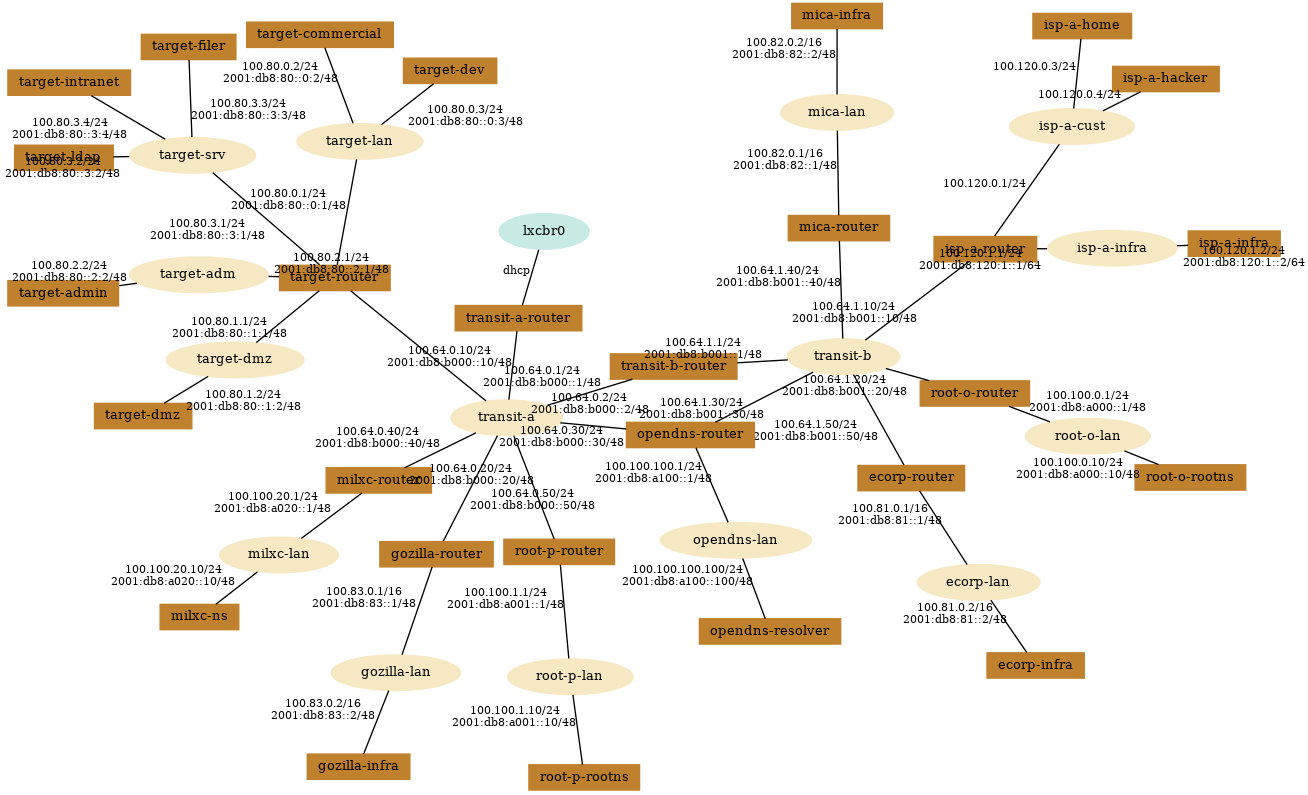 mica-infra
isp-a-home
target-commercial
target-filer
100.82.0.2/16
2001:db8:82::2/48
100.80.0.2/24
2001:db8:80::0:2/48
target-dev
100.120.0.3/24
isp-a-hacker
target-intranet
100.120.0.4/24
100.80.3.3/24
2001:db8:80::3:3/48
100.80.0.3/24
2001:db8:80::0:3/48
mica-lan
isp-a-cust
100.80.3.4/24
2001:db8:80::3:4/48
target-lan
target-ldap
100.80.3.2/24
2001:db8:80::3:2/48
target-srv
100.82.0.1/16
2001:db8:82::1/48
100.120.0.1/24
100.80.0.1/24
2001:db8:80::0:1/48
100.80.3.1/24
2001:db8:80::3:1/48
lxcbr0
mica-router
isp-a-router
100.120.1.1/24
2001:db8:120:1::1/64
isp-a-infra
isp-a-infra
100.120.1.2/24
2001:db8:120:1::2/64
100.80.2.1/24
2001:db8:80::2:1/48
target-router
100.80.2.2/24
2001:db8:80::2:2/48
target-adm
target-admin
dhcp
100.64.1.40/24
2001:db8:b001::40/48
100.64.1.10/24
2001:db8:b001::10/48
transit-a-router
100.80.1.1/24
2001:db8:80::1:1/48
target-dmz
100.64.0.10/24
2001:db8:b000::10/48
100.64.1.1/24
2001:db8:b001::1/48
transit-b-router
transit-b
100.64.0.1/24
2001:db8:b000::1/48
100.64.1.20/24
2001:db8:b001::20/48
root-o-router
100.80.1.2/24
2001:db8:80::1:2/48
target-dmz
100.64.0.2/24
2001:db8:b000::2/48
100.64.1.30/24
2001:db8:b001::30/48
100.100.0.1/24
2001:db8:a000::1/48
transit-a
100.64.0.40/24
2001:db8:b000::40/48
100.64.0.30/24
2001:db8:b000::30/48
opendns-router
100.64.1.50/24
2001:db8:b001::50/48
root-o-lan
100.64.0.20/24
2001:db8:b000::20/48
milxc-router
100.100.100.1/24
2001:db8:a100::1/48
ecorp-router
100.100.0.10/24
2001:db8:a000::10/48
root-o-rootns
100.100.20.1/24
2001:db8:a020::1/48
100.64.0.50/24
2001:db8:b000::50/48
100.81.0.1/16
2001:db8:81::1/48
milxc-lan
gozilla-router
root-p-router
opendns-lan
100.100.20.10/24
2001:db8:a020::10/48
100.100.100.100/24
2001:db8:a100::100/48
ecorp-lan
100.83.0.1/16
2001:db8:83::1/48
100.100.1.1/24
2001:db8:a001::1/48
milxc-ns
100.81.0.2/16
2001:db8:81::2/48
opendns-resolver
ecorp-infra
gozilla-lan
root-p-lan
100.83.0.2/16
2001:db8:83::2/48
100.100.1.10/24
2001:db8:a001::10/48
gozilla-infra
root-p-rootns